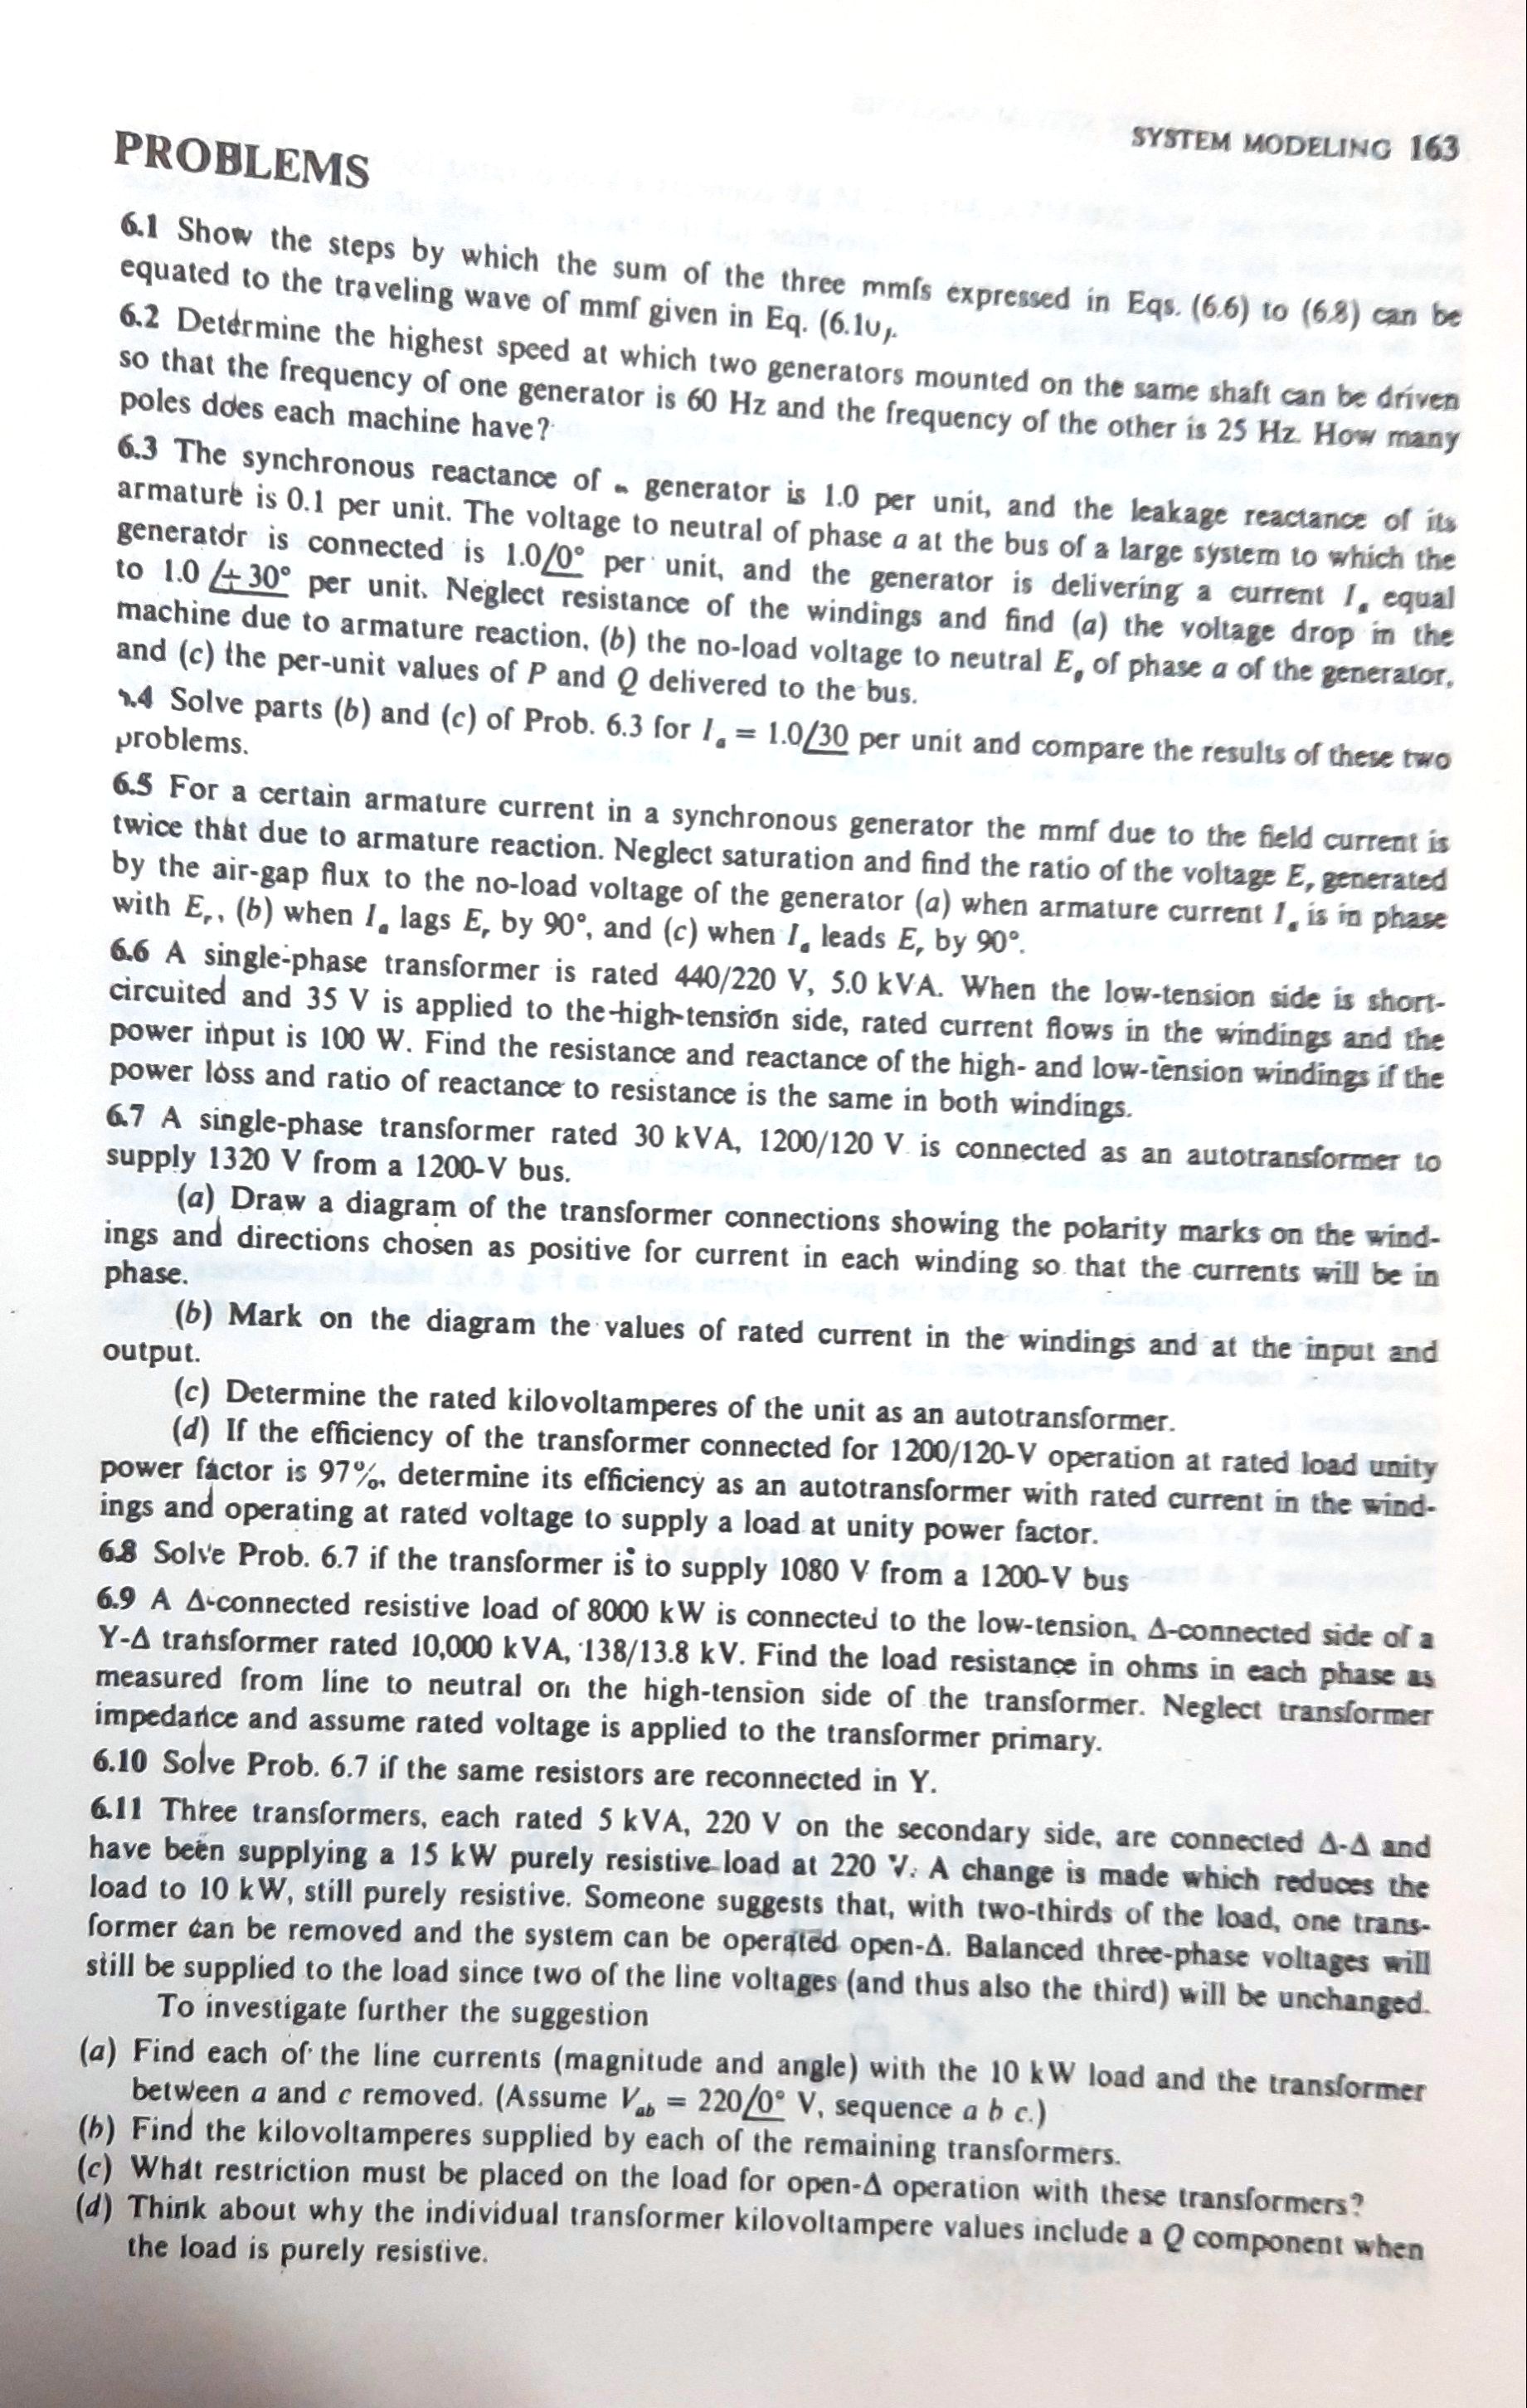 SYSTEM MODELING 163
PROBLEMS
6.1 Show the steps by which the sum of the three mmfs expressed in Eqs. (6.6) to (6.8) can be
equated to the traveling wave of mmf given in Eq. (6.10).
6.2 Determine the highest speed at which two generators mounted on the same shaft can be driven
so that the frequency of one generator is 60 Hz and the frequency of the other is 25 Hz. How many
poles does each machine have?
6.3 The synchronous reactance of generator is 1.0 per unit, and the leakage reactance of its
armature is 0.1 per unit. The voltage to neutral of phase a at the bus of a large system to which the
generator is connected is 1.0/0° per unit, and the generator is delivering a current Iₐ equal
to 1.0 /± 30° per unit. Neglect resistance of the windings and find (a) the voltage drop in the
machine due to armature reaction, (b) the no-load voltage to neutral E_g of phase a of the generator,
and (c) the per-unit values of P and Q delivered to the bus.
.4 Solve parts (b) and (c) of Prob. 6.3 for Iₐ = 1.0/30 per unit and compare the results of these two
problems.
6.5 For a certain armature current in a synchronous generator the mmf due to the field current is
twice that due to armature reaction. Neglect saturation and find the ratio of the voltage Eᵣ generated
by the air-gap flux to the no-load voltage of the generator (a) when armature current Iₐ is in phase
with Eᵣ, (b) when Iₐ lags Eᵣ by 90°, and (c) when Iₐ leads Eᵣ by 90°.
6.6 A single-phase transformer is rated 440/220 V, 5.0 kVA. When the low-tension side is short-
circuited and 35 V is applied to the high-tension side, rated current flows in the windings and the
power input is 100 W. Find the resistance and reactance of the high- and low-tension windings if the
power loss and ratio of reactance to resistance is the same in both windings.
6.7 A single-phase transformer rated 30 kVA, 1200/120 V is connected as an autotransformer to
supply 1320 V from a 1200-V bus.
(a) Draw a diagram of the transformer connections showing the polarity marks on the wind-
ings and directions chosen as positive for current in each winding so that the currents will be in
phase.
(b) Mark on the diagram the values of rated current in the windings and at the input and
output.
(c) Determine the rated kilovoltamperes of the unit as an autotransformer.
(d) If the efficiency of the transformer connected for 1200/120-V operation at rated load unity
power factor is 97%, determine its efficiency as an autotransformer with rated current in the wind-
ings and operating at rated voltage to supply a load at unity power factor.
6.8 Solve Prob. 6.7 if the transformer is to supply 1080 V from a 1200-V bus
6.9 A Δ-connected resistive load of 8000 kW is connected to the low-tension, Δ-connected side of a
Y-Δ transformer rated 10,000 kVA, 138/13.8 kV. Find the load resistance in ohms in each phase as
measured from line to neutral on the high-tension side of the transformer. Neglect transformer
impedance and assume rated voltage is applied to the transformer primary.
6.10 Solve Prob. 6.7 if the same resistors are reconnected in Y.
6.11 Three transformers, each rated 5 kVA, 220 V on the secondary side, are connected Δ-Δ and
have been supplying a 15 kW purely resistive load at 220 V. A change is made which reduces the
load to 10 kW, still purely resistive. Someone suggests that, with two-thirds of the load, one trans-
former can be removed and the system can be operated open-Δ. Balanced three-phase voltages will
still be supplied to the load since two of the line voltages (and thus also the third) will be unchanged.
To investigate further the suggestion
(a) Find each of the line currents (magnitude and angle) with the 10 kW load and the transformer
between a and c removed. (Assume V_ab = 220/0° V, sequence a b c.)
(b) Find the kilovoltamperes supplied by each of the remaining transformers.
(c) What restriction must be placed on the load for open-Δ operation with these transformers?
(d) Think about why the individual transformer kilovoltampere values include a Q component when
the load is purely resistive.